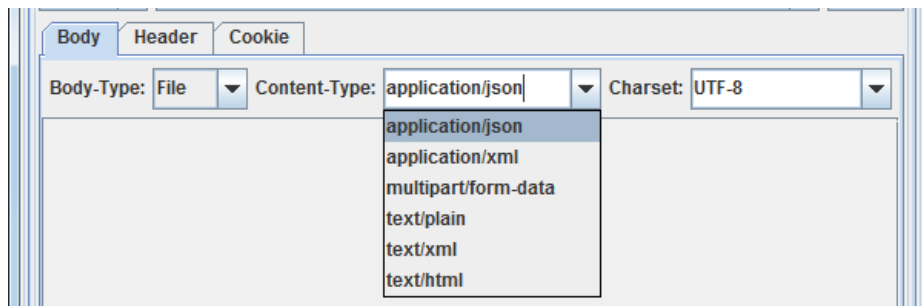 Body Header Cookie
Body-Type: File Content-Type: application/json Charset: UTF-8
application/json
application/xml
multipart/form-data
text/plain
text/xml
text/html